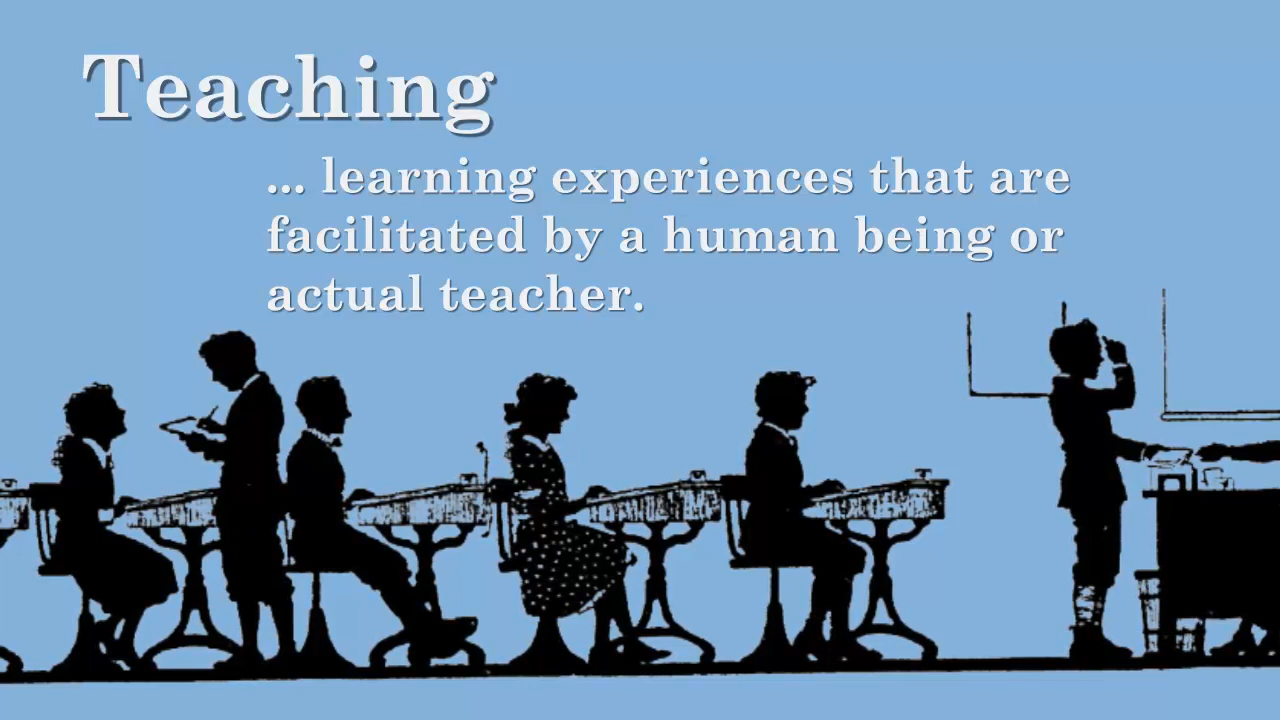 Teaching
... learning experiences that are
facilitated by a human being or
actual teacher.